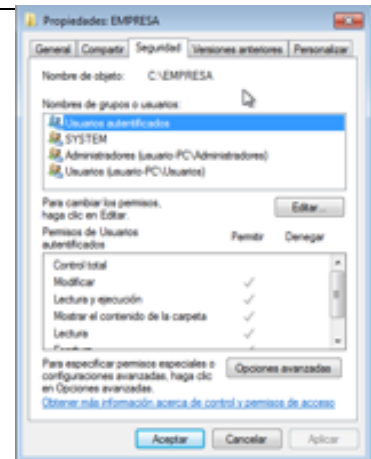 Propiedades: EMPRESA
General Compartir Seguridad Versiones anteriores Personalizar
Nombre de objeto: C:\EMPRESA
Nombres de grupos o usuarios:
Usuarios autentificados
SYSTEM
Administradores (usuario-PC\Administradores)
Usuarios (usuario-PC\Usuarios)
Para cambiar los permisos,
haga clic en Editar.
Editar...
Permisos de Usuarios
autentificados
Permitir Denegar
Control total
Modificar
Lectura y ejecución
Mostrar el contenido de la carpeta
Lectura
Para especificar permisos especiales o
configuraciones avanzadas, haga clic
en Opciones avanzadas.
Opciones avanzadas
Obtener más información acerca de control y permisos de acceso
Aceptar Cancelar Aplicar